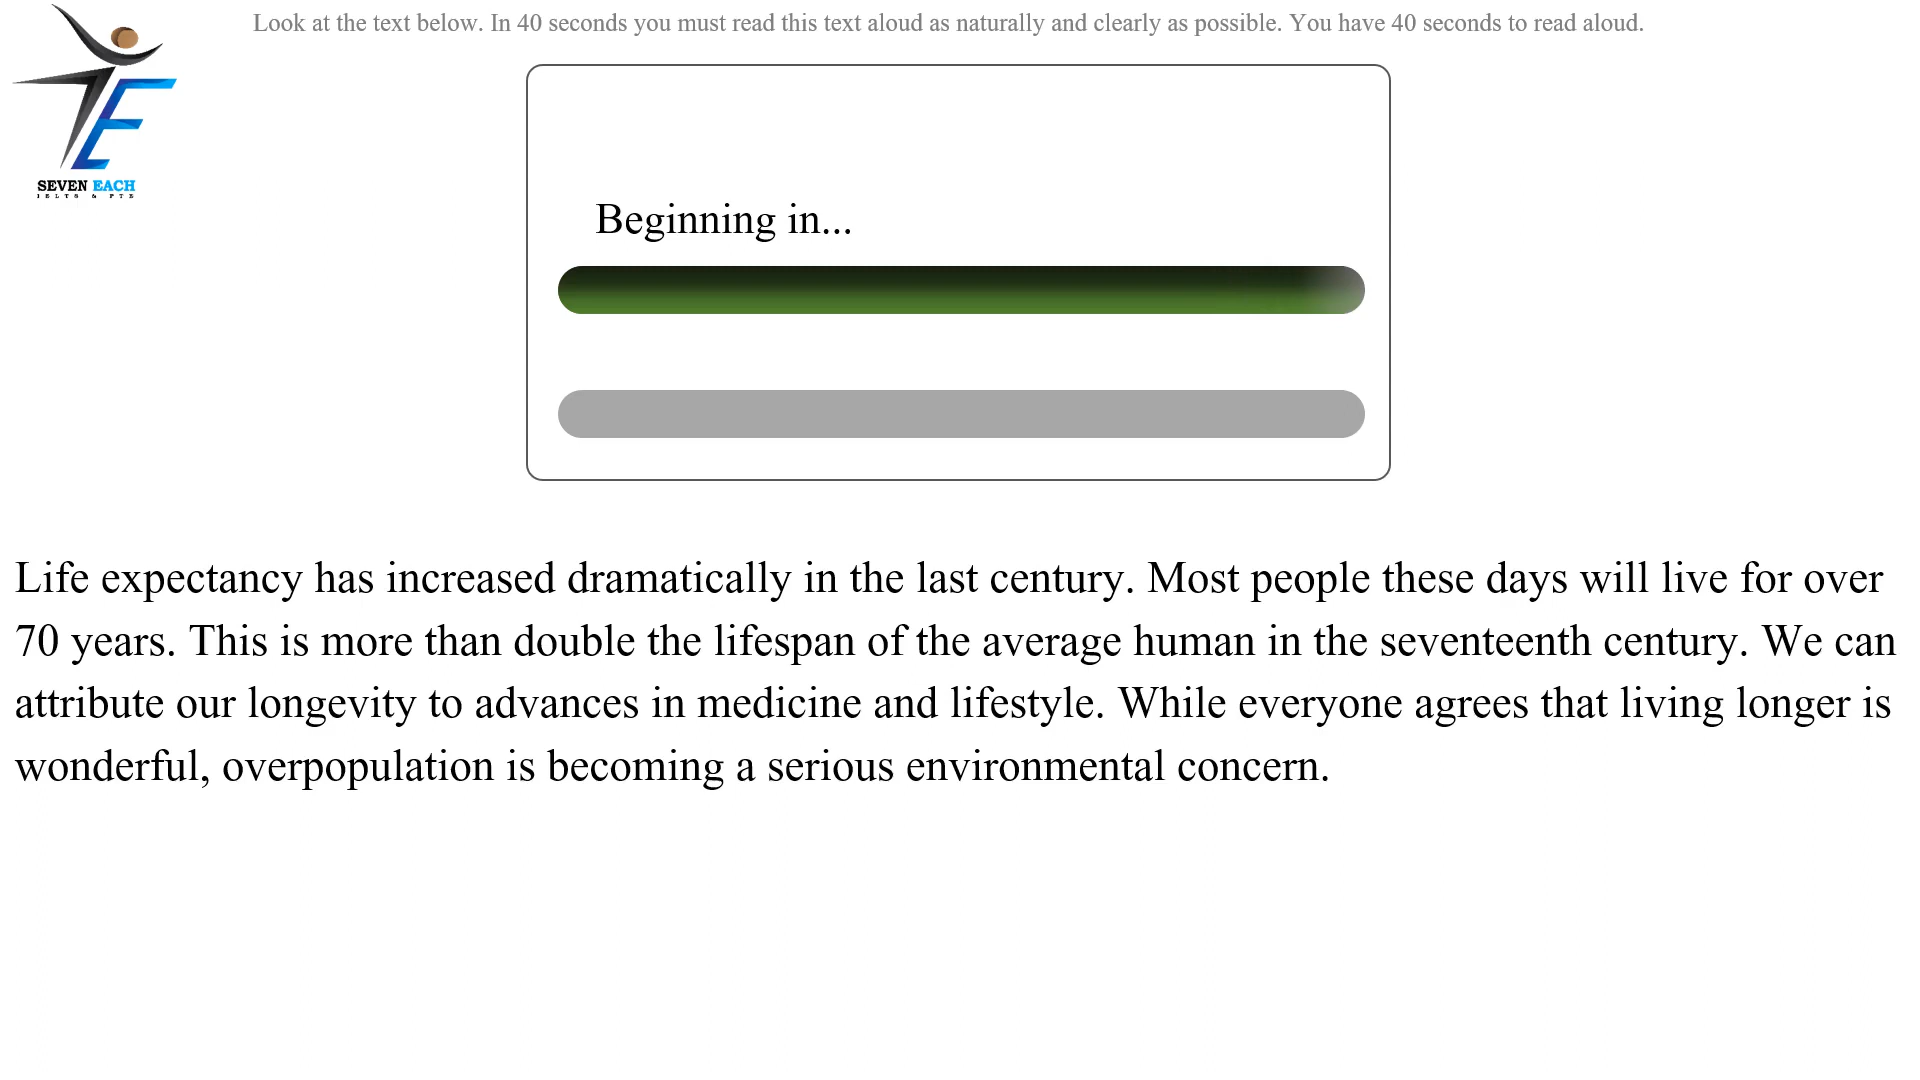 Look at the text below. In 40 seconds you must read this text aloud as naturally and clearly as possible. You have 40 seconds to read aloud.
SEVEN EACH
IELTS & PTE
Beginning in...
Life expectancy has increased dramatically in the last century. Most people these days will live for over
70 years. This is more than double the lifespan of the average human in the seventeenth century. We can
attribute our longevity to advances in medicine and lifestyle. While everyone agrees that living longer is
wonderful, overpopulation is becoming a serious environmental concern.